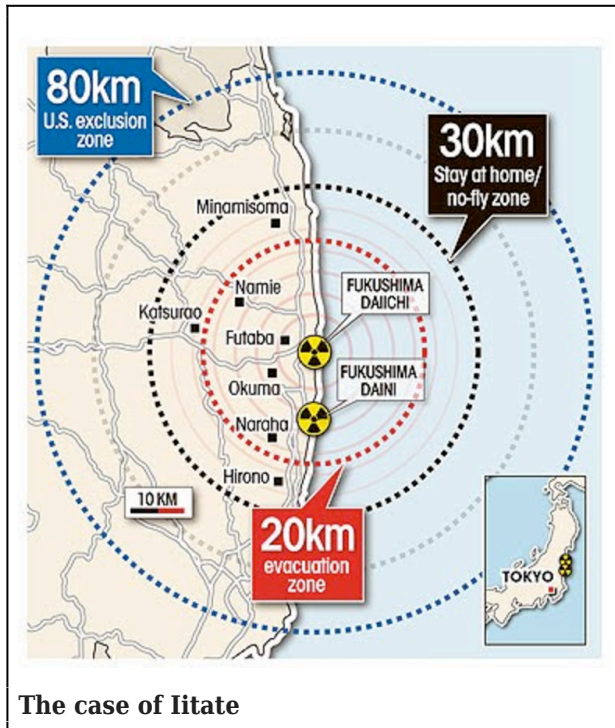 80km
U.S. exclusion
zone
30km
Stay at home/
no-fly zone
Minamisoma
Namie
FUKUSHIMA
DAIICHI
Katsurao
Futaba
FUKUSHIMA
DAINI
Okuma
Naraha
Hirono
10 KM
20km
evacuation
zone
TOKYO
The case of Iitate